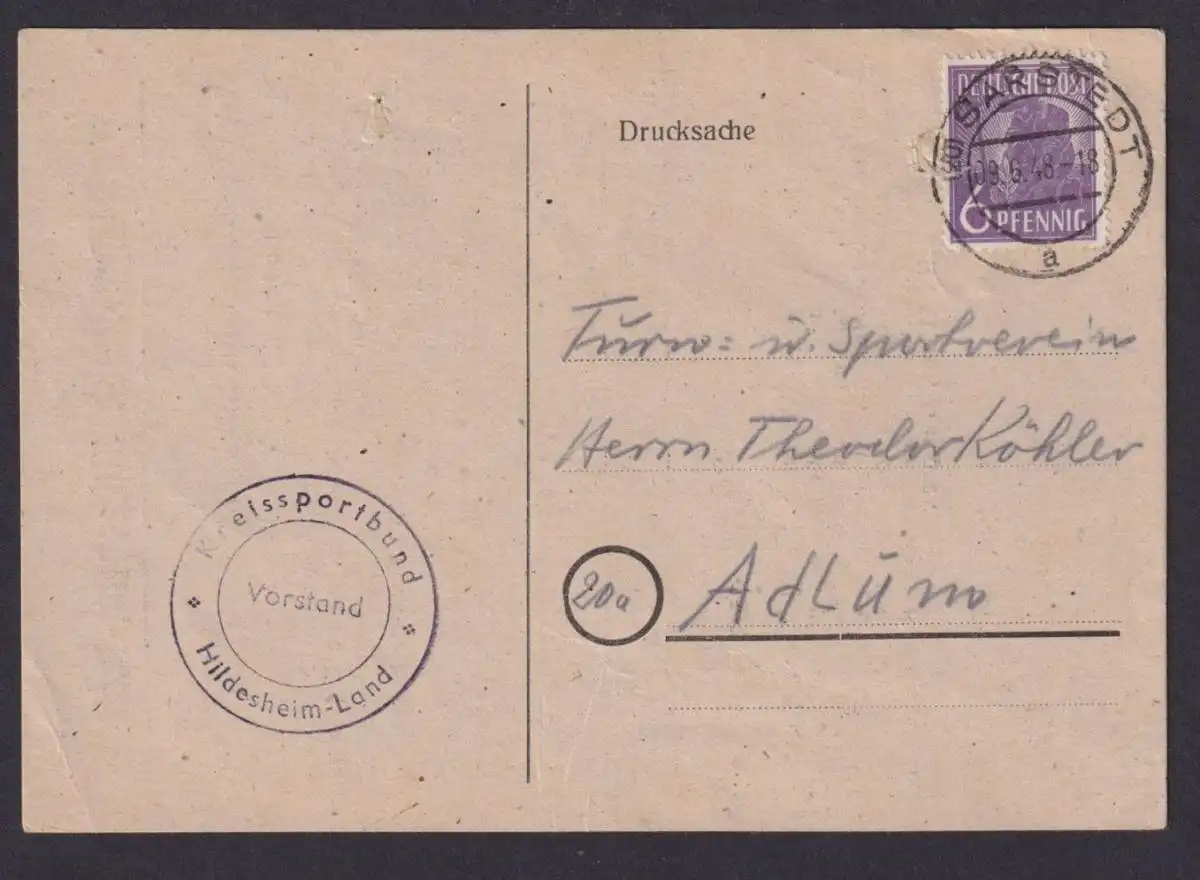 Drucksache
DEUTSCHE POST
6 PFENNIG
SARSTEDT
09.6.48-18
a
Turn= u. Sportverein
Herrn Theodor Köhler
20a
Adlum
Kreissportbund
Vorstand
Hildesheim-Land